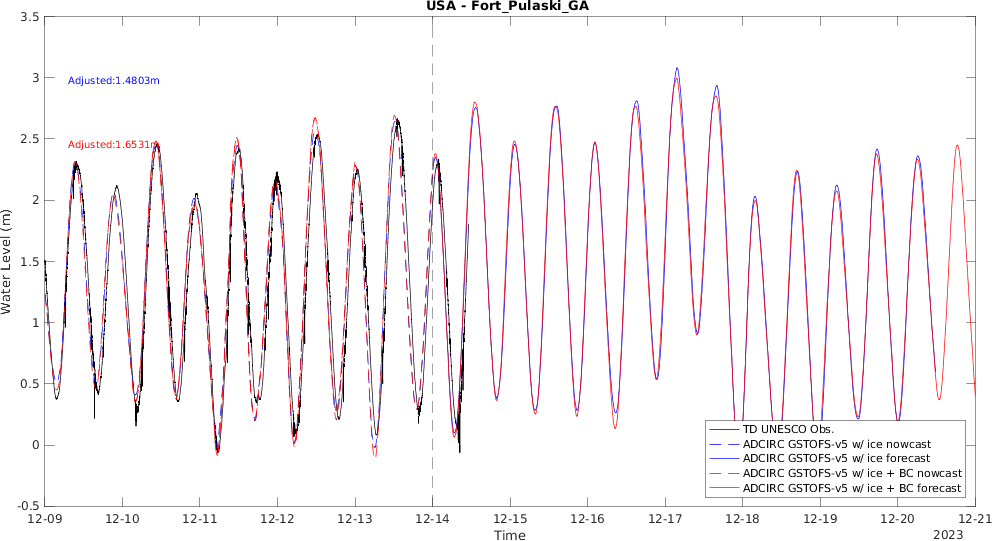 USA - Fort_Pulaski_GA
3.5
3
2.5
2
1.5
1
0.5
0
-0.5
Water Level (m)
Adjusted:1.4803m
Adjusted:1.6531m
TD UNESCO Obs.
ADCIRC GSTOFS-v5 w/ ice nowcast
ADCIRC GSTOFS-v5 w/ ice forecast
ADCIRC GSTOFS-v5 w/ ice + BC nowcast
ADCIRC GSTOFS-v5 w/ ice + BC forecast
12-09 12-10 12-11 12-12 12-13 12-14 12-15 12-16 12-17 12-18 12-19 12-20 12-21
Time
2023